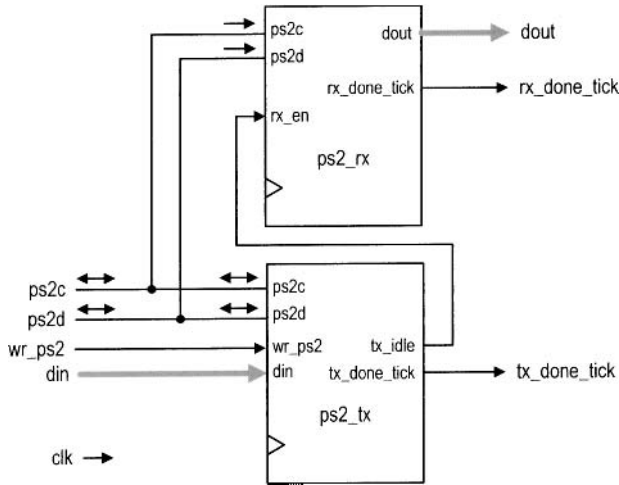 ps2c
ps2d
rx_en
dout
rx_done_tick
ps2_rx
dout
rx_done_tick
ps2c
ps2d
wr_ps2
din
clk
ps2c
ps2d
wr_ps2
din
tx_idle
tx_done_tick
ps2_tx
tx_done_tick